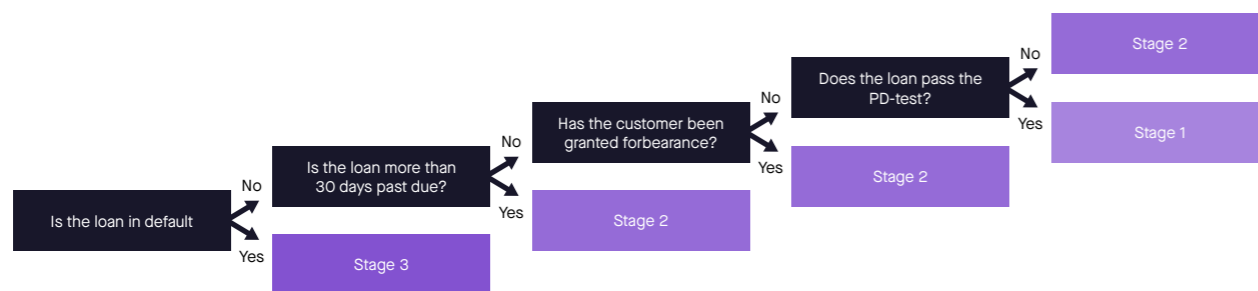 Is the loan in default
No
Yes
Is the loan more than
30 days past due?
Stage 3
No
Yes
Has the customer been
granted forbearance?
Stage 2
No
Yes
Does the loan pass the
PD-test?
Stage 2
No
Yes
Stage 2
Stage 1